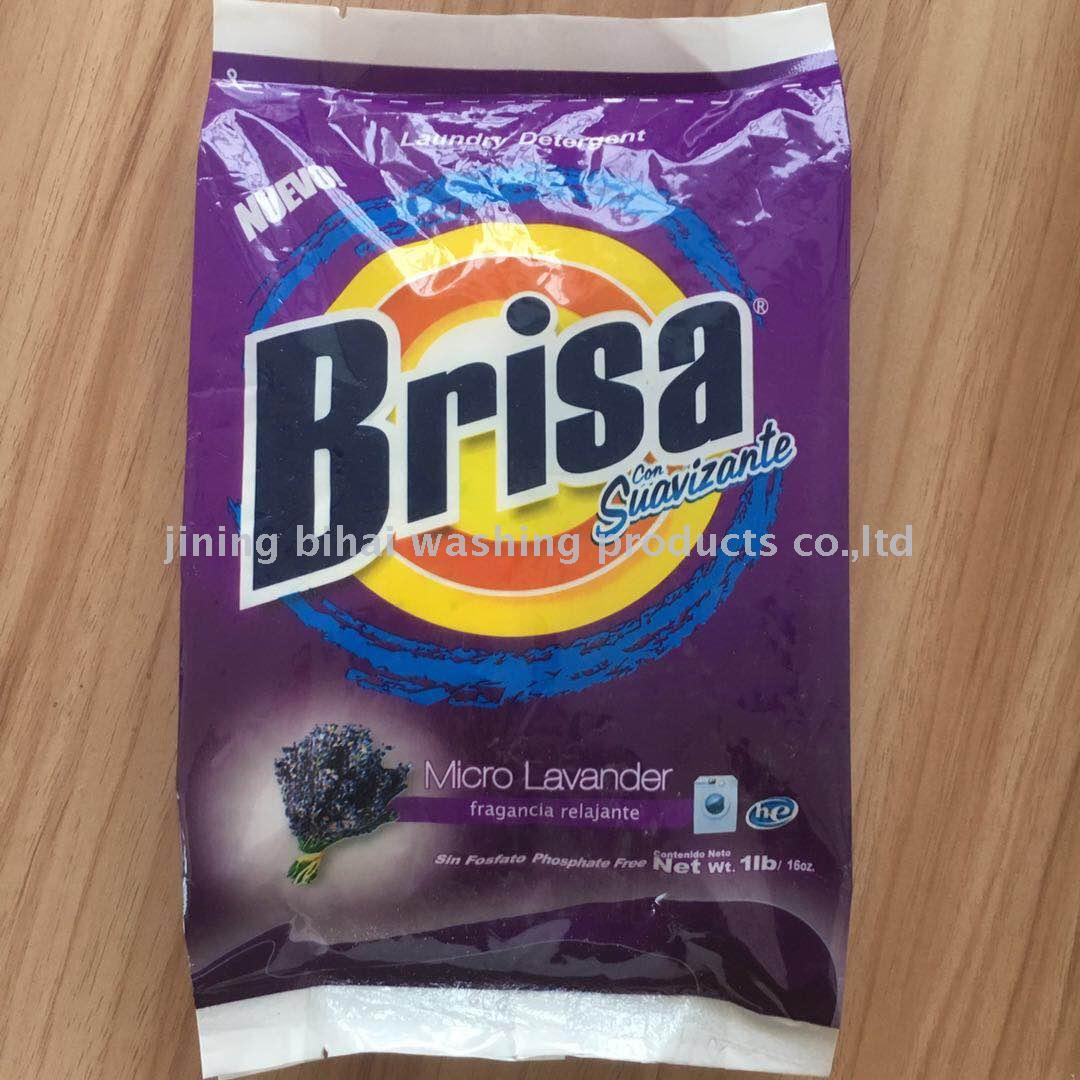 Laundry Detergent
NUEVO!
Brisa®
Con
Suavizante
jining bihai washing products co.,ltd
Micro Lavander
fragancia relajante
he
Sin Fosfato Phosphate Free
Contenido Neto
Net Wt. 1lb/ 16oz.